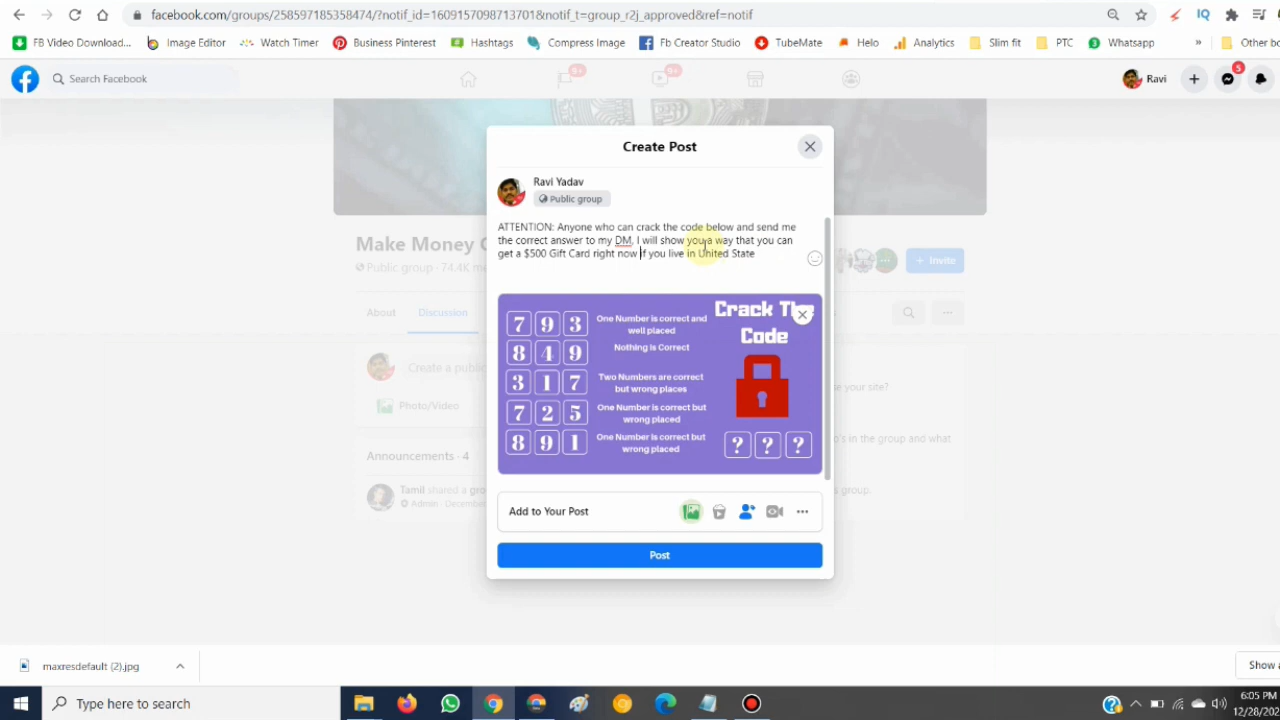 facebook.com/groups/258597185358474/?notif_id=1609157098713701&notif_t=group_r2j_approved&ref=notif
FB Video Download... Image Editor Watch Timer Business Pinterest Hashtags Compress Image Fb Creator Studio TubeMate Helo Analytics Slim fit PTC Whatsapp » Other bo
Search Facebook 9+ 9+ Ravi 5
Create Post
Ravi Yadav
Public group
ATTENTION: Anyone who can crack the code below and send me
the correct answer to my DM, I will show you a way that you can
get a $500 Gift Card right now if you live in United State
Make Money O
Public group · 74.4K me
+ Invite
About Discussion
Create a public
Photo/Video
your site?
Announcements · 4
o's in the group and what
Tamil shared a gro
Admin · December
s group.
Crack The
Code
7 9 3 One Number is correct and
well placed
8 4 9 Nothing is Correct
3 1 7 Two Numbers are correct
but wrong places
7 2 5 One Number is correct but
wrong placed
8 9 1 One Number is correct but
wrong placed
? ? ?
Add to Your Post
Post
maxresdefault (2).jpg
Show a
Type here to search
6:05 PM
12/28/202